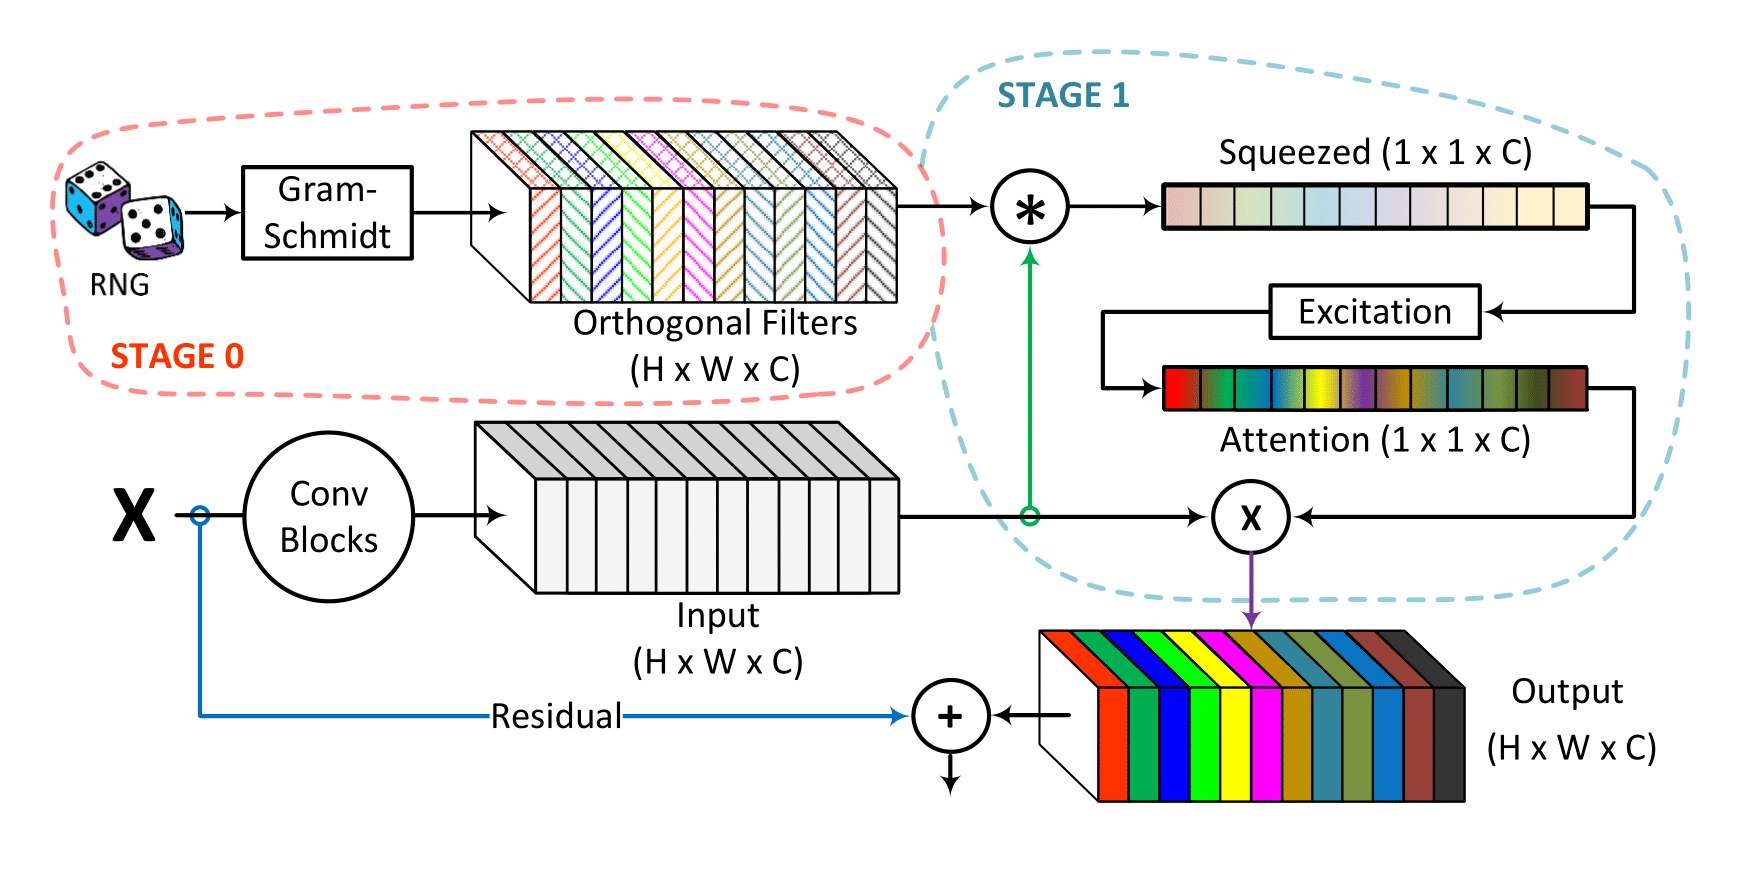 STAGE 1
Squeezed (1 x 1 x C)
RNG
Gram-
Schmidt
*
Orthogonal Filters
(H x W x C)
STAGE 0
Excitation
Attention (1 x 1 x C)
X
Conv
Blocks
Input
(H x W x C)
X
Residual
+
Output
(H x W x C)